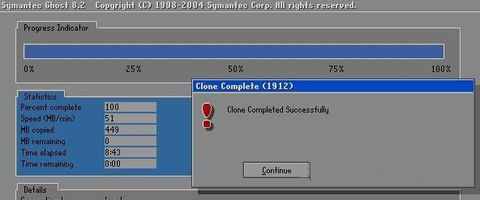 Symantec Ghost 8.2 Copyright (C) 1998-2004 Symantec Corp. All rights reserved.
Progress Indicator
0% 25% 50% 75% 100%
Statistics
Percent complete 100
Speed (MB/min) 51
MB copied 449
MB remaining 0
Time elapsed 8:43
Time remaining 0:00
Clone Complete (1912)
Clone Completed Successfully
Continue
Details